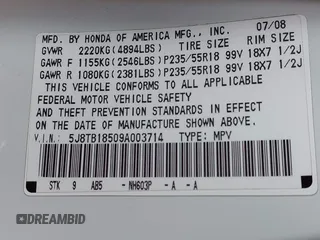 MFD. BY HONDA OF AMERICA MFG., INC. 07/08
GVWR 2220KG(4894LBS) TIRE SIZE RIM SIZE
GAWR F 1155KG(2546LBS)P235/55R18 99V 18X7 1/2J
GAWR R 1080KG(2381LBS)P235/55R18 99V 18X7 1/2J
THIS VEHICLE CONFORMS TO ALL APPLICABLE
FEDERAL MOTOR VEHICLE SAFETY
AND THEFT PREVENTION STANDARDS IN EFFECT
ON THE DATE OF MANUFACTURE SHOWN ABOVE.
V.I.N.: 5J8TB18509A003714 TYPE: MPV
STK 9 AB5- -NH603P -A -A
DREAMBID